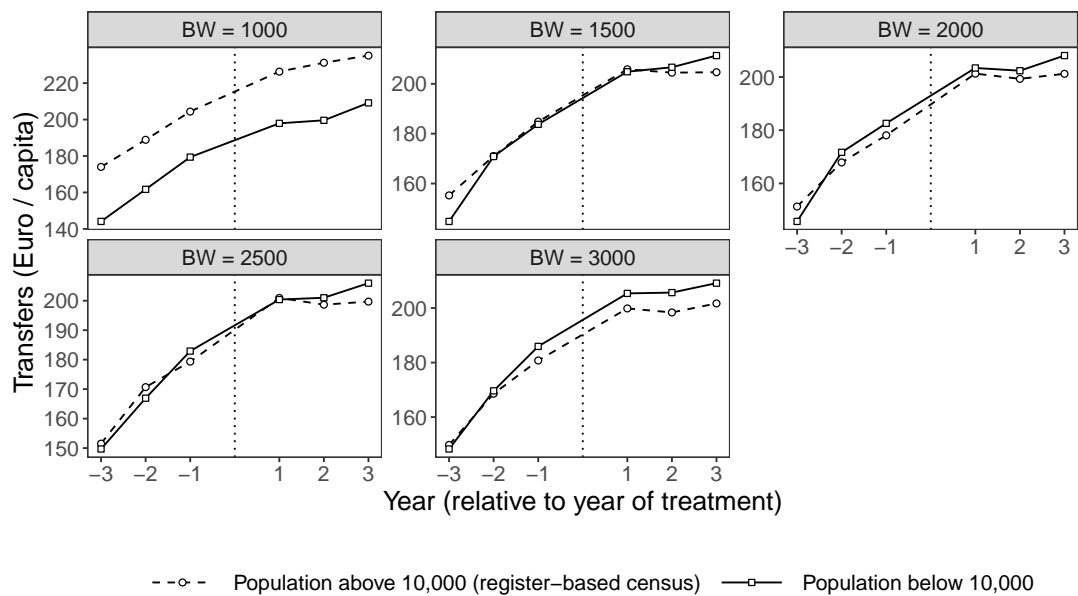 BW = 1000
BW = 1500
BW = 2000
220
200
180
160
140
200
180
160
200
180
160
−3 −2 −1 1 2 3
BW = 2500
BW = 3000
200
190
180
170
160
150
200
180
160
−3 −2 −1 1 2 3
−3 −2 −1 1 2 3
Transfers (Euro / capita)
Year (relative to year of treatment)
Population above 10,000 (register−based census)
Population below 10,000